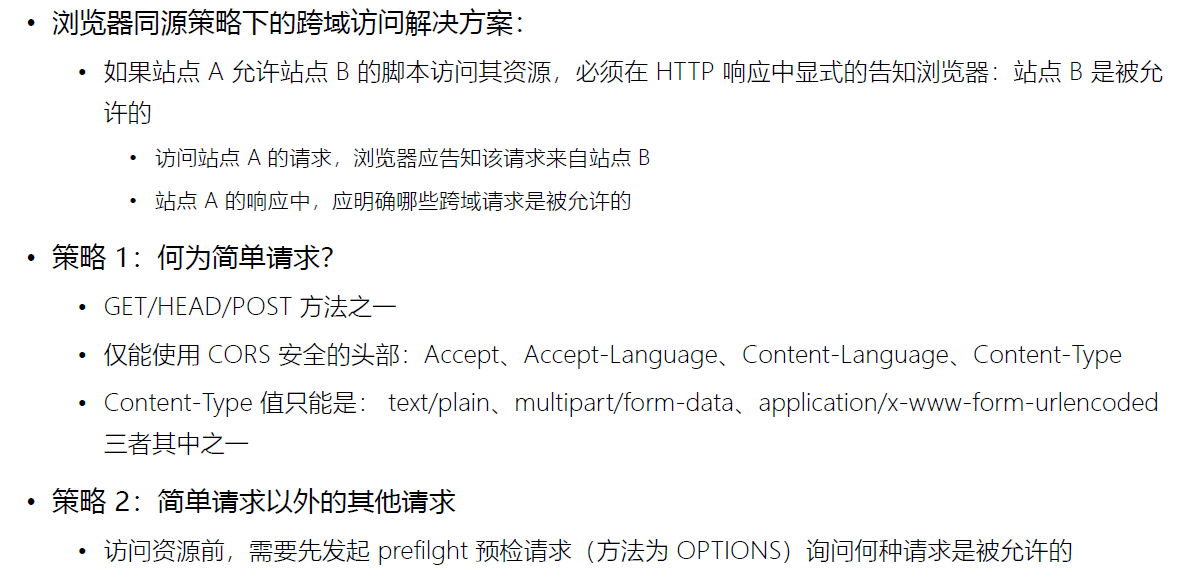 • 浏览器同源策略下的跨域访问解决方案：
• 如果站点 A 允许站点 B 的脚本访问其资源，必须在 HTTP 响应中显式的告知浏览器：站点 B 是被允
许的
• 访问站点 A 的请求，浏览器应告知该请求来自站点 B
• 站点 A 的响应中，应明确哪些跨域请求是被允许的
• 策略 1：何为简单请求？
• GET/HEAD/POST 方法之一
• 仅能使用 CORS 安全的头部：Accept、Accept-Language、Content-Language、Content-Type
• Content-Type 值只能是： text/plain、multipart/form-data、application/x-www-form-urlencoded
三者其中之一
• 策略 2：简单请求以外的其他请求
• 访问资源前，需要先发起 prefilght 预检请求（方法为 OPTIONS）询问何种请求是被允许的